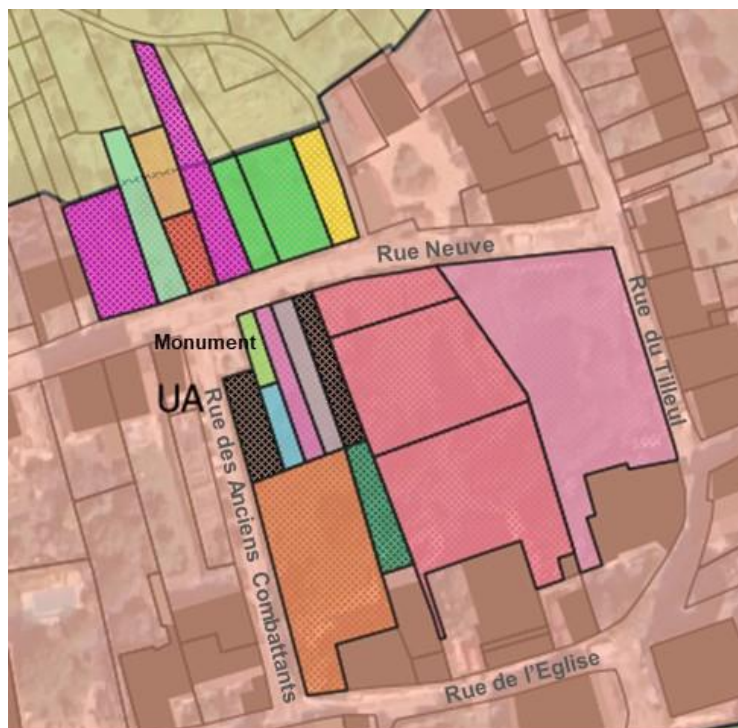 Rue Neuve
Monument
UA
Rue du Tilleul
Rue des Anciens Combattants
Rue de l'Eglise